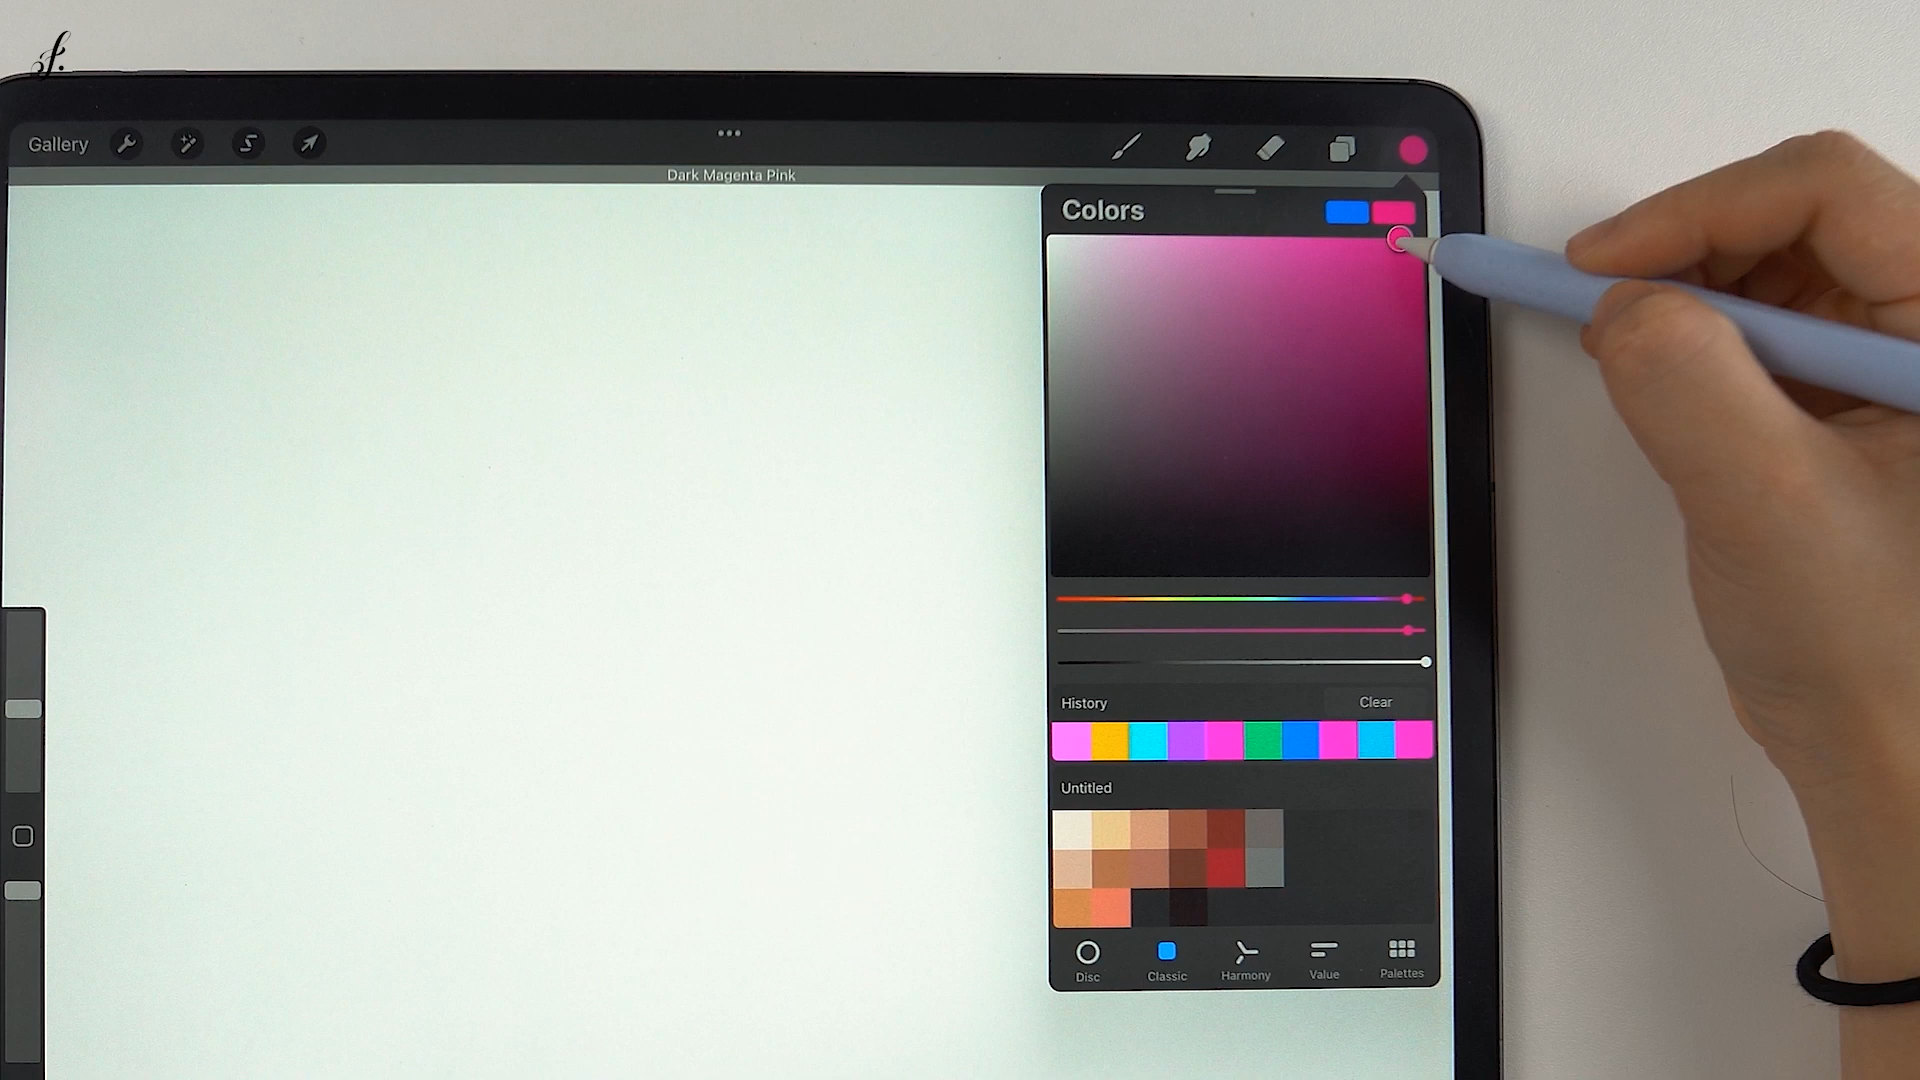 f.
Gallery
Dark Magenta Pink
Colors
History Clear
Untitled
Disc Classic Harmony Value Palettes